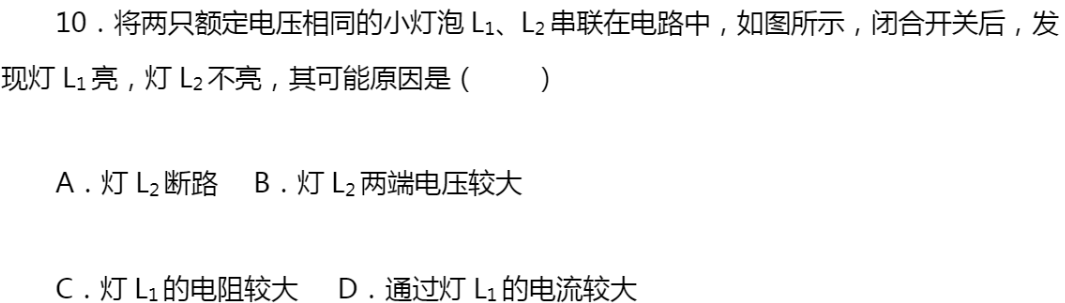 10．将两只额定电压相同的小灯泡 L₁、L₂ 串联在电路中，如图所示，闭合开关后，发
现灯 L₁ 亮，灯 L₂ 不亮，其可能原因是（　　）
A．灯 L₂ 断路　B．灯 L₂ 两端电压较大
C．灯 L₁ 的电阻较大　D．通过灯 L₁ 的电流较大